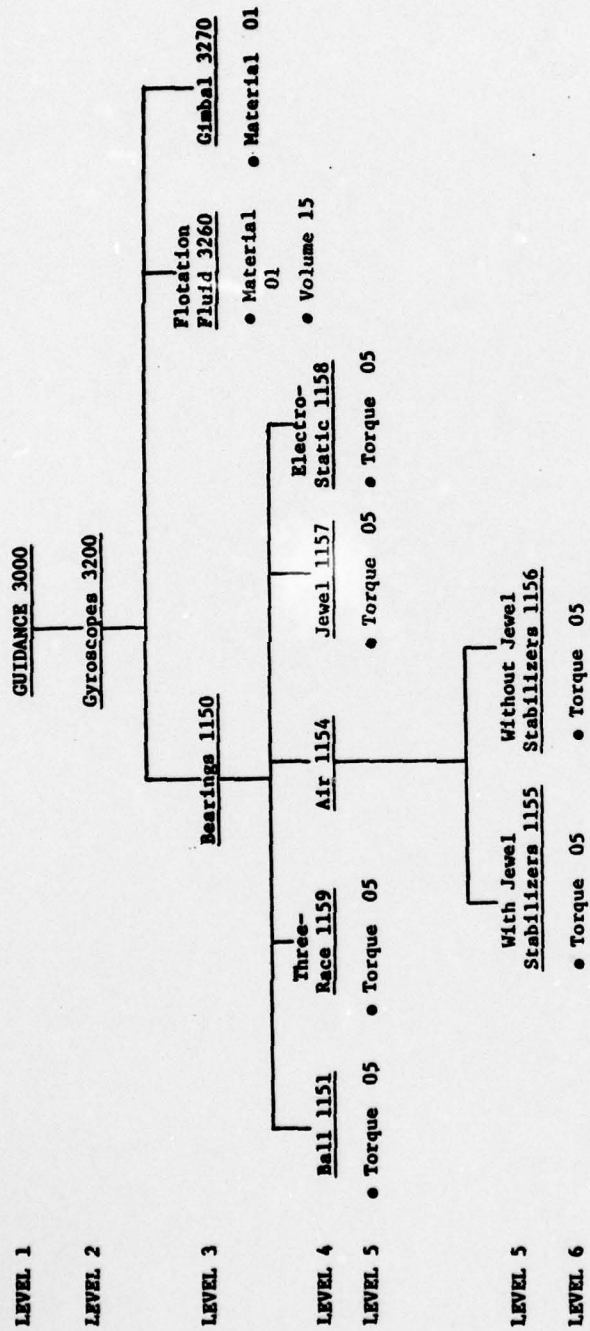 LEVEL 1
GUIDANCE 3000
LEVEL 2
Gyroscopes 3200
LEVEL 3
Bearings 1150
Flotation
Fluid 3260
Gimbal 3270
● Material
01
● Volume 15
● Material 01
LEVEL 4
Ball 1151
Three-
Race 1159
Air 1154
Jewel 1157
Electro-
Static 1158
LEVEL 5
● Torque 05
● Torque 05
● Torque 05
● Torque 05
LEVEL 5
With Jewel
Stabilizers 1155
Without Jewel
Stabilizers 1156
LEVEL 6
● Torque 05
● Torque 05